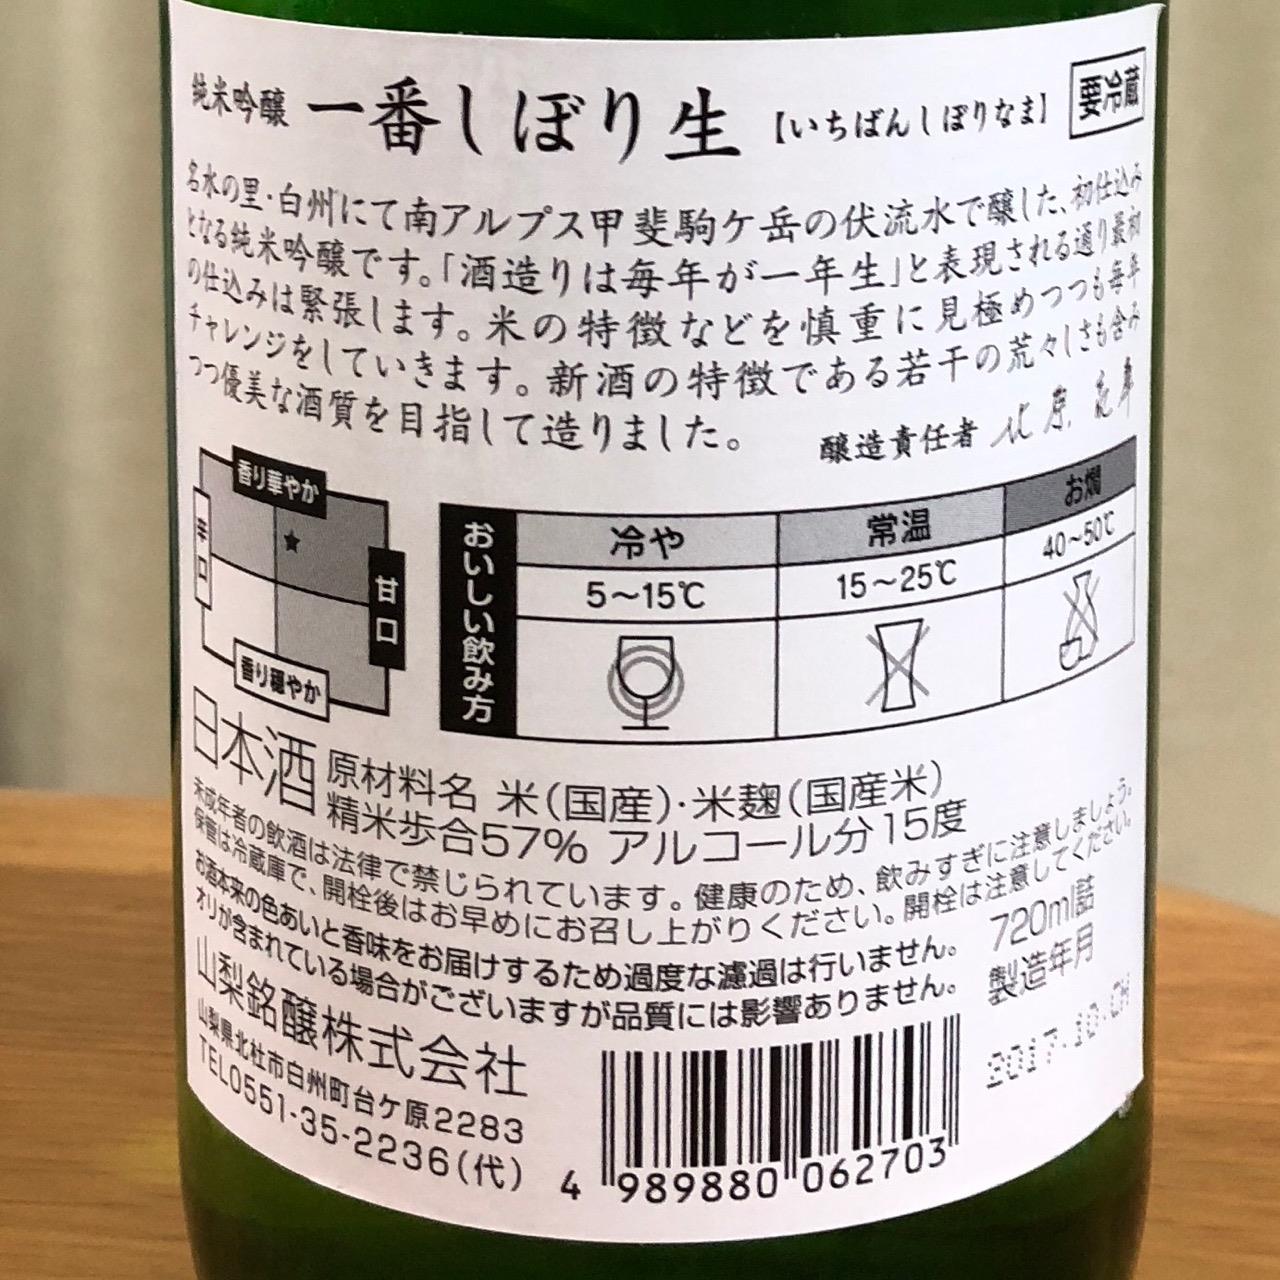 純米吟醸 一番しぼり生 【いちばんしぼりなま】 要冷蔵
名水の里・白州にて南アルプス甲斐駒ケ岳の伏流水で醸した、初仕込み
となる純米吟醸です。「酒造りは毎年が一年生」と表現される通り最初
の仕込みは緊張します。米の特徴などを慎重に見極めつつも毎年
チャレンジをしていきます。新酒の特徴である若干の荒々しさも含み
つつ優美な酒質を目指して造りました。
醸造責任者 北原
香り華やか
辛口
甘口
香り穏やか
おいしい飲み方
冷や 常温 お燗
5～15℃ 15～25℃ 40～50℃
日本酒
原材料名 米(国産)・米麹(国産米)
精米歩合57% アルコール分15度
未成年者の飲酒は法律で禁じられています。健康のため、飲みすぎに注意しましょう。
保管は冷蔵庫で、開栓後はお早めにお召し上がりください。開栓は注意してください。
お酒本来の色あいと香味をお届けするため過度な濾過は行いません。
オリが含まれている場合がございますが品質には影響ありません。
720ml詰
製造年月
2017.10.CH
山梨銘醸株式会社
山梨県北杜市白州町台ケ原2283
TEL0551-35-2236(代)
4 989880 062703